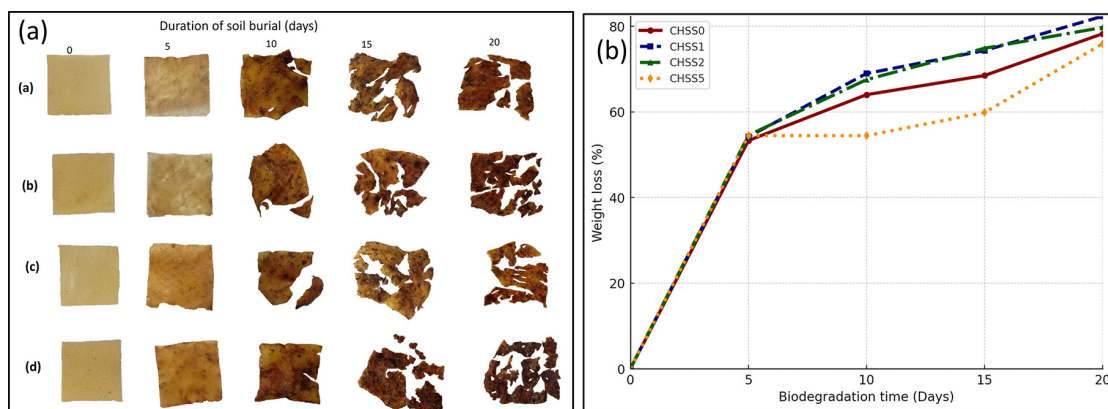 (a)
Duration of soil burial (days)
0
5
10
15
20
(a)
(b)
(c)
(d)
(b)
CHSS0
CHSS1
CHSS2
CHSS5
Weight loss (%)
80
60
40
20
0
0
5
10
15
20
Biodegradation time (Days)